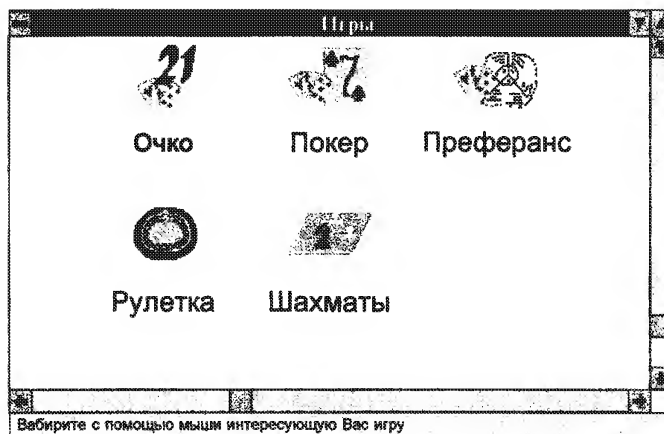 Игры
21
Очко
Покер
Преферанс
Рулетка
Шахматы
Вабирите с помощью мыши интересующую Вас игру